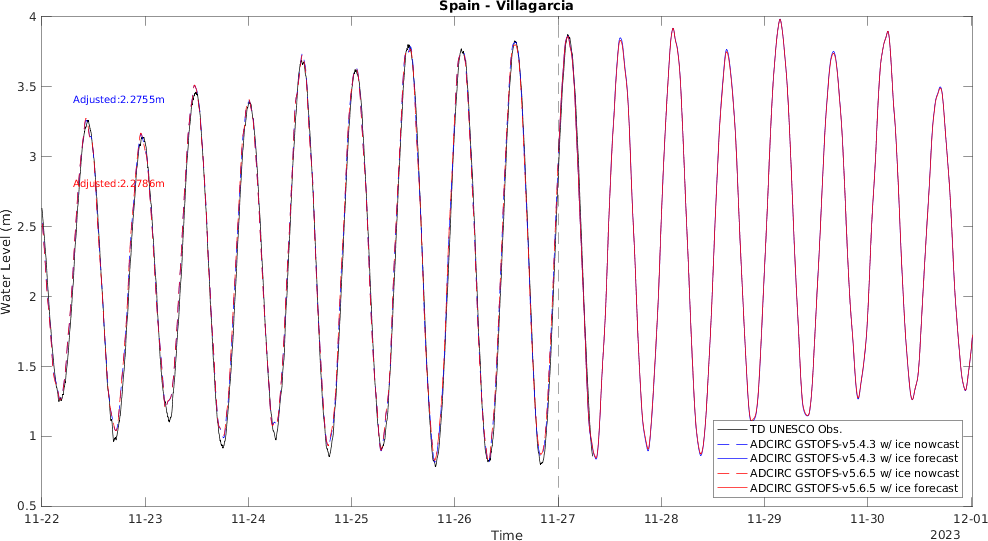 Spain - Villagarcia
4
3.5
3
2.5
2
1.5
1
0.5
Water Level (m)
Adjusted:2.2755m
Adjusted:2.2786m
TD UNESCO Obs.
ADCIRC GSTOFS-v5.4.3 w/ ice nowcast
ADCIRC GSTOFS-v5.4.3 w/ ice forecast
ADCIRC GSTOFS-v5.6.5 w/ ice nowcast
ADCIRC GSTOFS-v5.6.5 w/ ice forecast
11-22 11-23 11-24 11-25 11-26 11-27 11-28 11-29 11-30 12-01
Time
2023